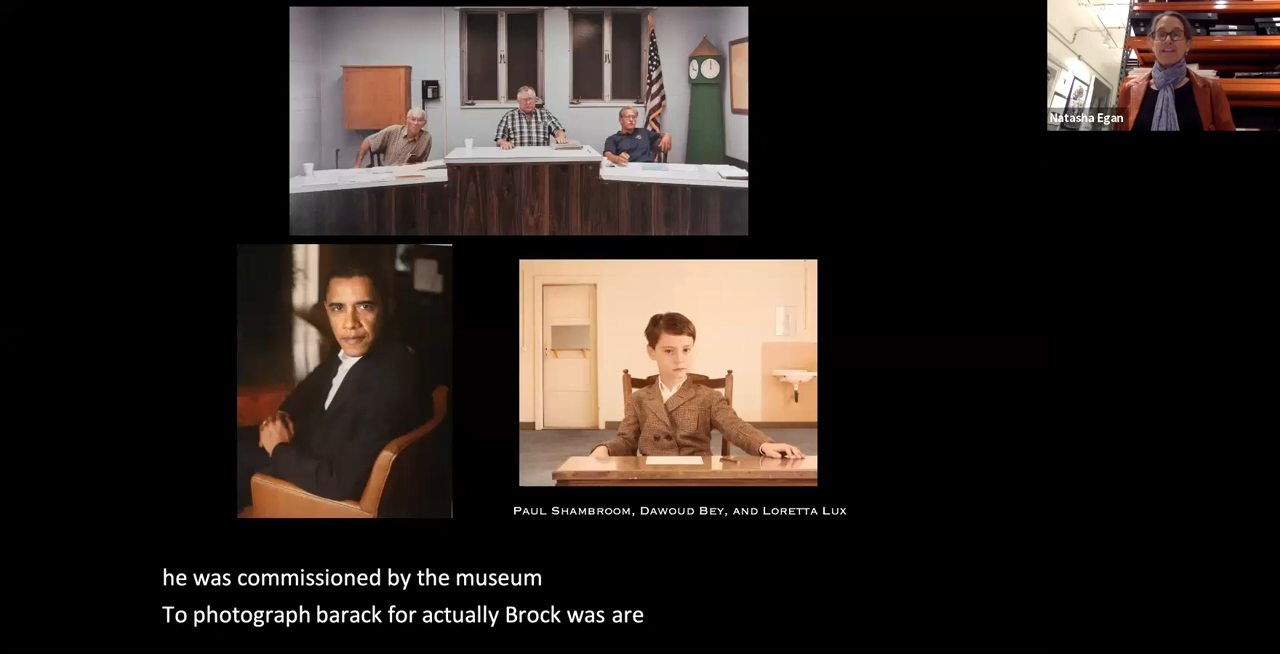 Natasha Egan
Paul Shambroom, Dawoud Bey, and Loretta Lux
he was commissioned by the museum
To photograph barack for actually Brock was are